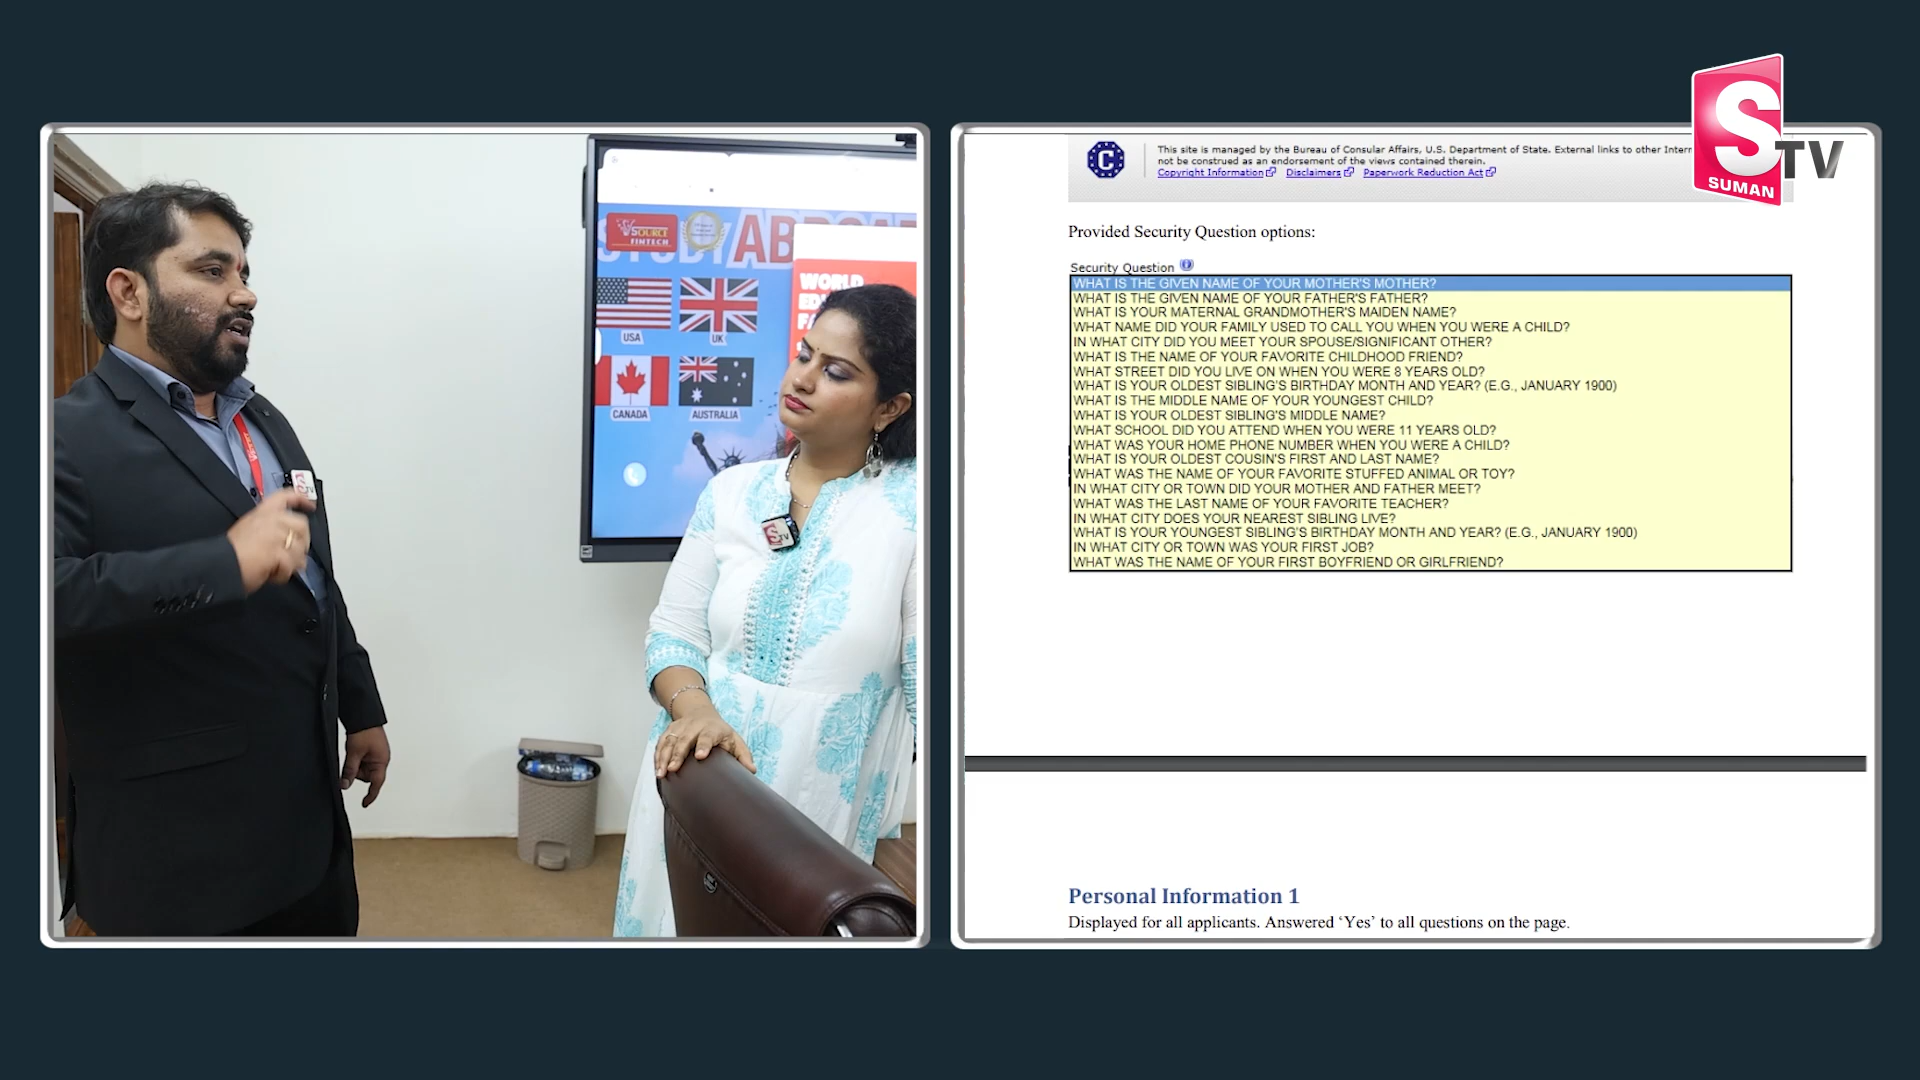 V SOURCE
FINTECH
STUDY ABROAD
WORLD
USA
UK
CANADA
AUSTRALIA
S TV
S
TV
SUMAN
This site is managed by the Bureau of Consular Affairs, U.S. Department of State. External links to other Intern
not be construed as an endorsement of the views contained therein.
Copyright Information Disclaimers Paperwork Reduction Act
Provided Security Question options:
Security Question
WHAT IS THE GIVEN NAME OF YOUR MOTHER'S MOTHER?
WHAT IS THE GIVEN NAME OF YOUR FATHER'S FATHER?
WHAT IS YOUR MATERNAL GRANDMOTHER'S MAIDEN NAME?
WHAT NAME DID YOUR FAMILY USED TO CALL YOU WHEN YOU WERE A CHILD?
IN WHAT CITY DID YOU MEET YOUR SPOUSE/SIGNIFICANT OTHER?
WHAT IS THE NAME OF YOUR FAVORITE CHILDHOOD FRIEND?
WHAT STREET DID YOU LIVE ON WHEN YOU WERE 8 YEARS OLD?
WHAT IS YOUR OLDEST SIBLING'S BIRTHDAY MONTH AND YEAR? (E.G., JANUARY 1900)
WHAT IS THE MIDDLE NAME OF YOUR YOUNGEST CHILD?
WHAT IS YOUR OLDEST SIBLING'S MIDDLE NAME?
WHAT SCHOOL DID YOU ATTEND WHEN YOU WERE 11 YEARS OLD?
WHAT WAS YOUR HOME PHONE NUMBER WHEN YOU WERE A CHILD?
WHAT IS YOUR OLDEST COUSIN'S FIRST AND LAST NAME?
WHAT WAS THE NAME OF YOUR FAVORITE STUFFED ANIMAL OR TOY?
IN WHAT CITY OR TOWN DID YOUR MOTHER AND FATHER MEET?
WHAT WAS THE LAST NAME OF YOUR FAVORITE TEACHER?
IN WHAT CITY DOES YOUR NEAREST SIBLING LIVE?
WHAT IS YOUR YOUNGEST SIBLING'S BIRTHDAY MONTH AND YEAR? (E.G., JANUARY 1900)
IN WHAT CITY OR TOWN WAS YOUR FIRST JOB?
WHAT WAS THE NAME OF YOUR FIRST BOYFRIEND OR GIRLFRIEND?
Personal Information 1
Displayed for all applicants. Answered ‘Yes’ to all questions on the page.